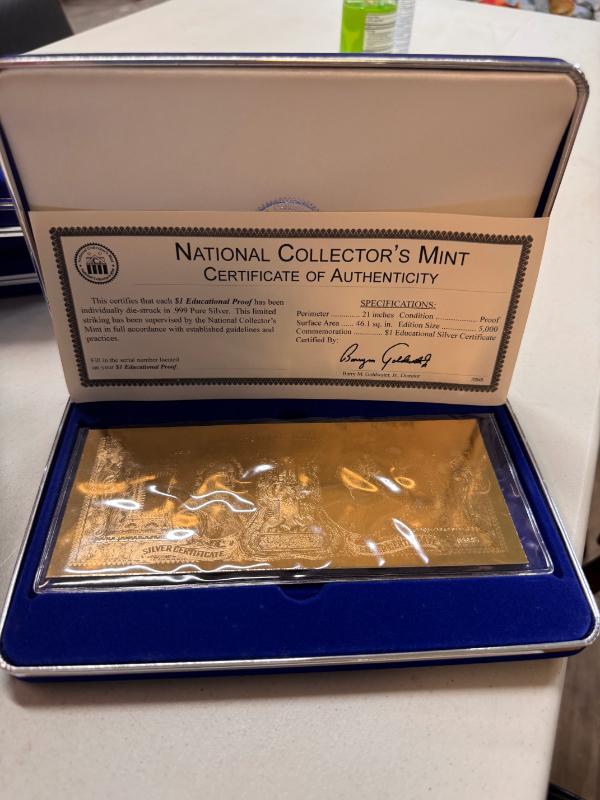 NATIONAL COLLECTOR'S MINT
CERTIFICATE OF AUTHENTICITY
This certifies that each $1 Educational Proof has been
individually die-struck in .999 Pure Silver. This limited
striking has been supervised by the National Collector's
Mint in full accordance with established guidelines and
practices.
Fill in the serial number located
on your $1 Educational Proof.
SPECIFICATIONS:
Perimeter ............ 21 inches Condition ................. Proof
Surface Area ..... 46.1 sq. in. Edition Size ............... 5,000
Commemoration ............. $1 Educational Silver Certificate
Certified By:
Barry M. Goldwater, Jr., Director
SILVER CERTIFICATE